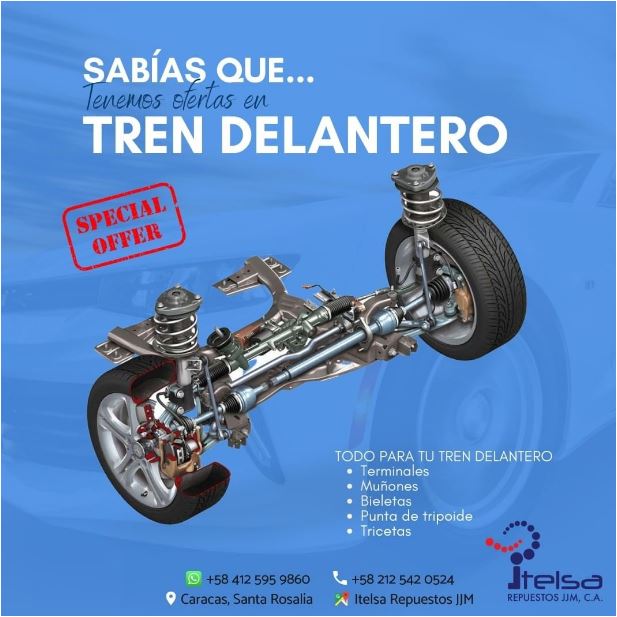 SABÍAS QUE...
Tenemos ofertas en
TREN DELANTERO
SPECIAL
OFFER
TODO PARA TU TREN DELANTERO
• Terminales
• Muñones
• Bieletas
• Punta de tripoide
• Tricetas
Itelsa
REPUESTOS JJM, C.A.
+58 412 595 9860 +58 212 542 0524
Caracas, Santa Rosalia Itelsa Repuestos JJM